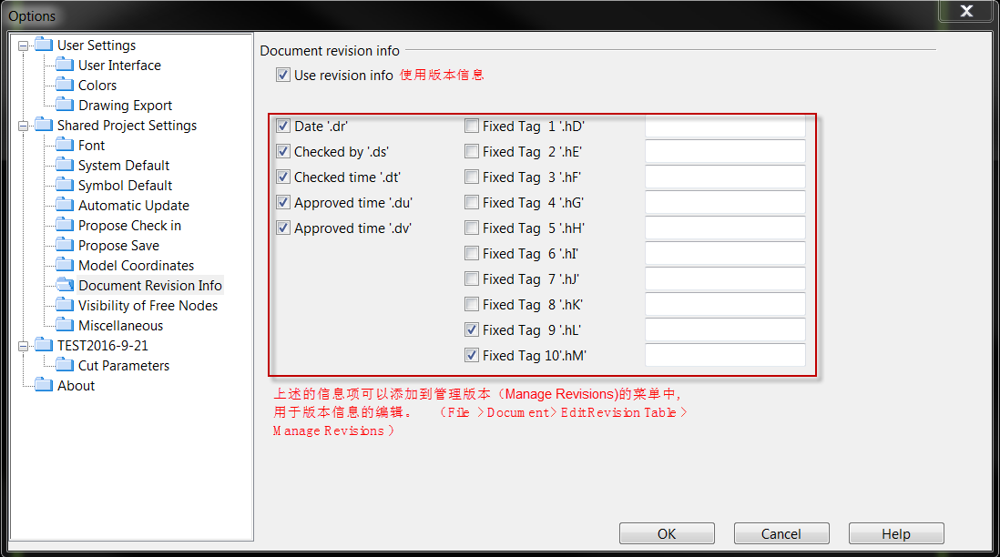 Options
User Settings
User Interface
Colors
Drawing Export
Shared Project Settings
Font
System Default
Symbol Default
Automatic Update
Propose Check in
Propose Save
Model Coordinates
Document Revision Info
Visibility of Free Nodes
Miscellaneous
TEST2016-9-21
Cut Parameters
About
Document revision info
Use revision info 使用版本信息
Date '.dr' Fixed Tag 1 '.hD'
Checked by '.ds' Fixed Tag 2 '.hE'
Checked time '.dt' Fixed Tag 3 '.hF'
Approved time '.du' Fixed Tag 4 '.hG'
Approved time '.dv' Fixed Tag 5 '.hH'
Fixed Tag 6 '.hI'
Fixed Tag 7 '.hJ'
Fixed Tag 8 '.hK'
Fixed Tag 9 '.hL'
Fixed Tag 10'.hM'
上述的信息项可以添加到管理版本（Manage Revisions)的菜单中,
用于版本信息的编辑。 （File >Document>EditRevision Table >
Manage Revisions）
OK Cancel Help